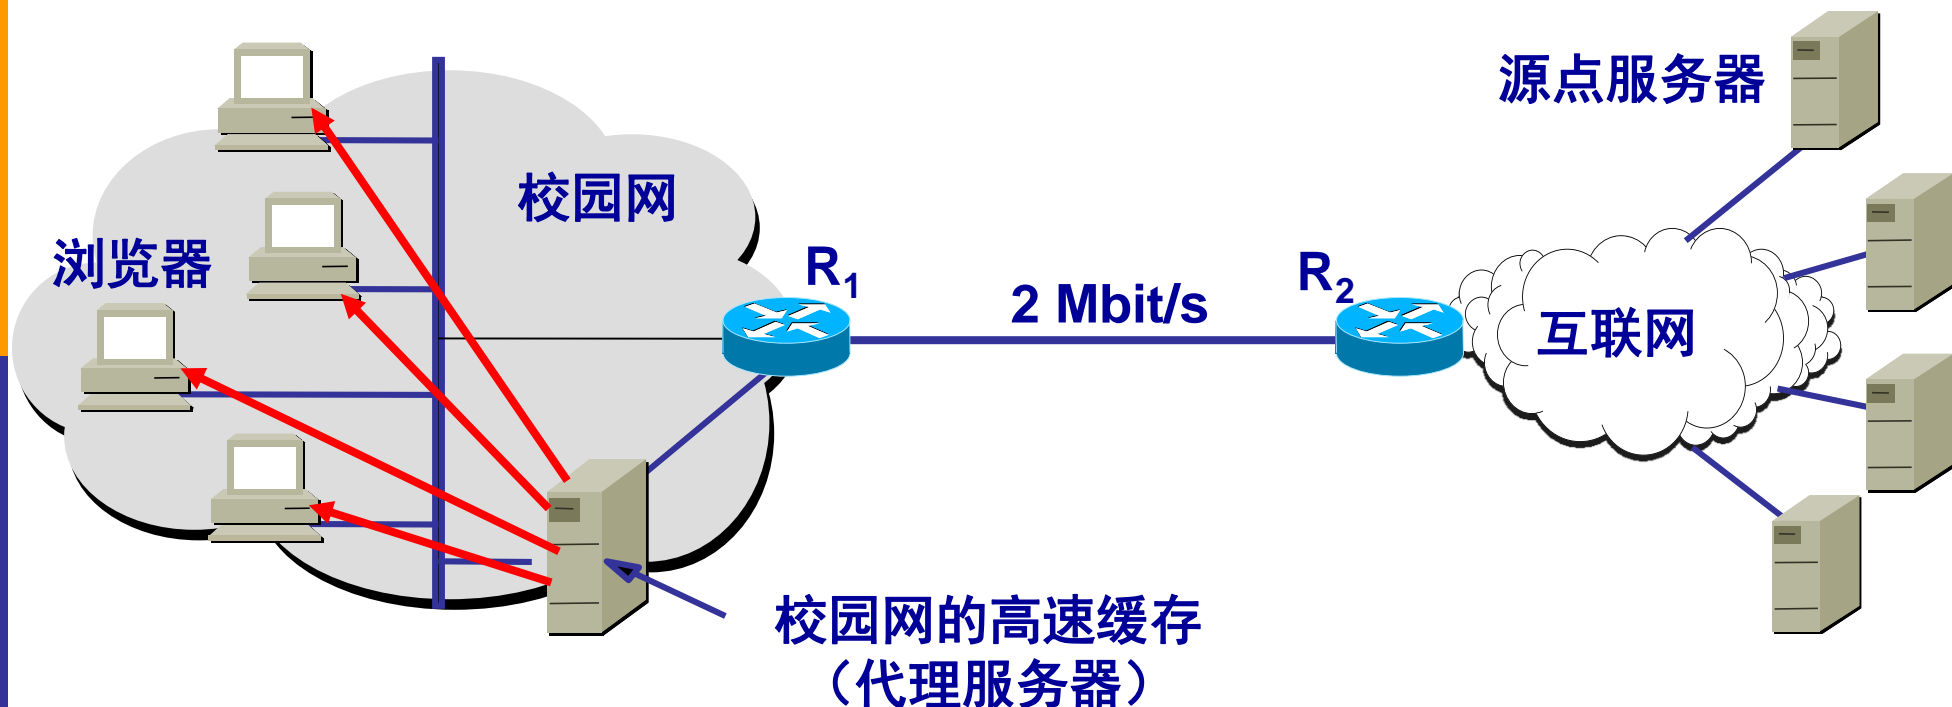 源点服务器
校园网
浏览器
R1
2 Mbit/s
R2
互联网
校园网的高速缓存
（代理服务器）